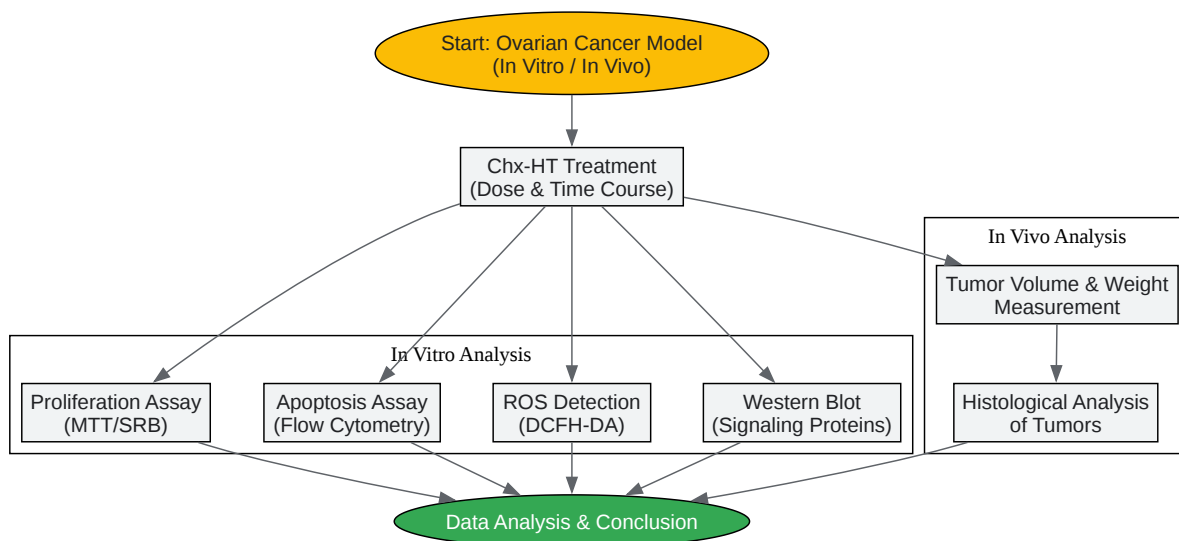 Start: Ovarian Cancer Model
(In Vitro / In Vivo)
Chx-HT Treatment
(Dose & Time Course)
In Vivo Analysis
Tumor Volume & Weight
Measurement
In Vitro Analysis
Proliferation Assay
(MTT/SRB)
Apoptosis Assay
(Flow Cytometry)
ROS Detection
(DCFH-DA)
Western Blot
(Signaling Proteins)
Histological Analysis
of Tumors
Data Analysis & Conclusion